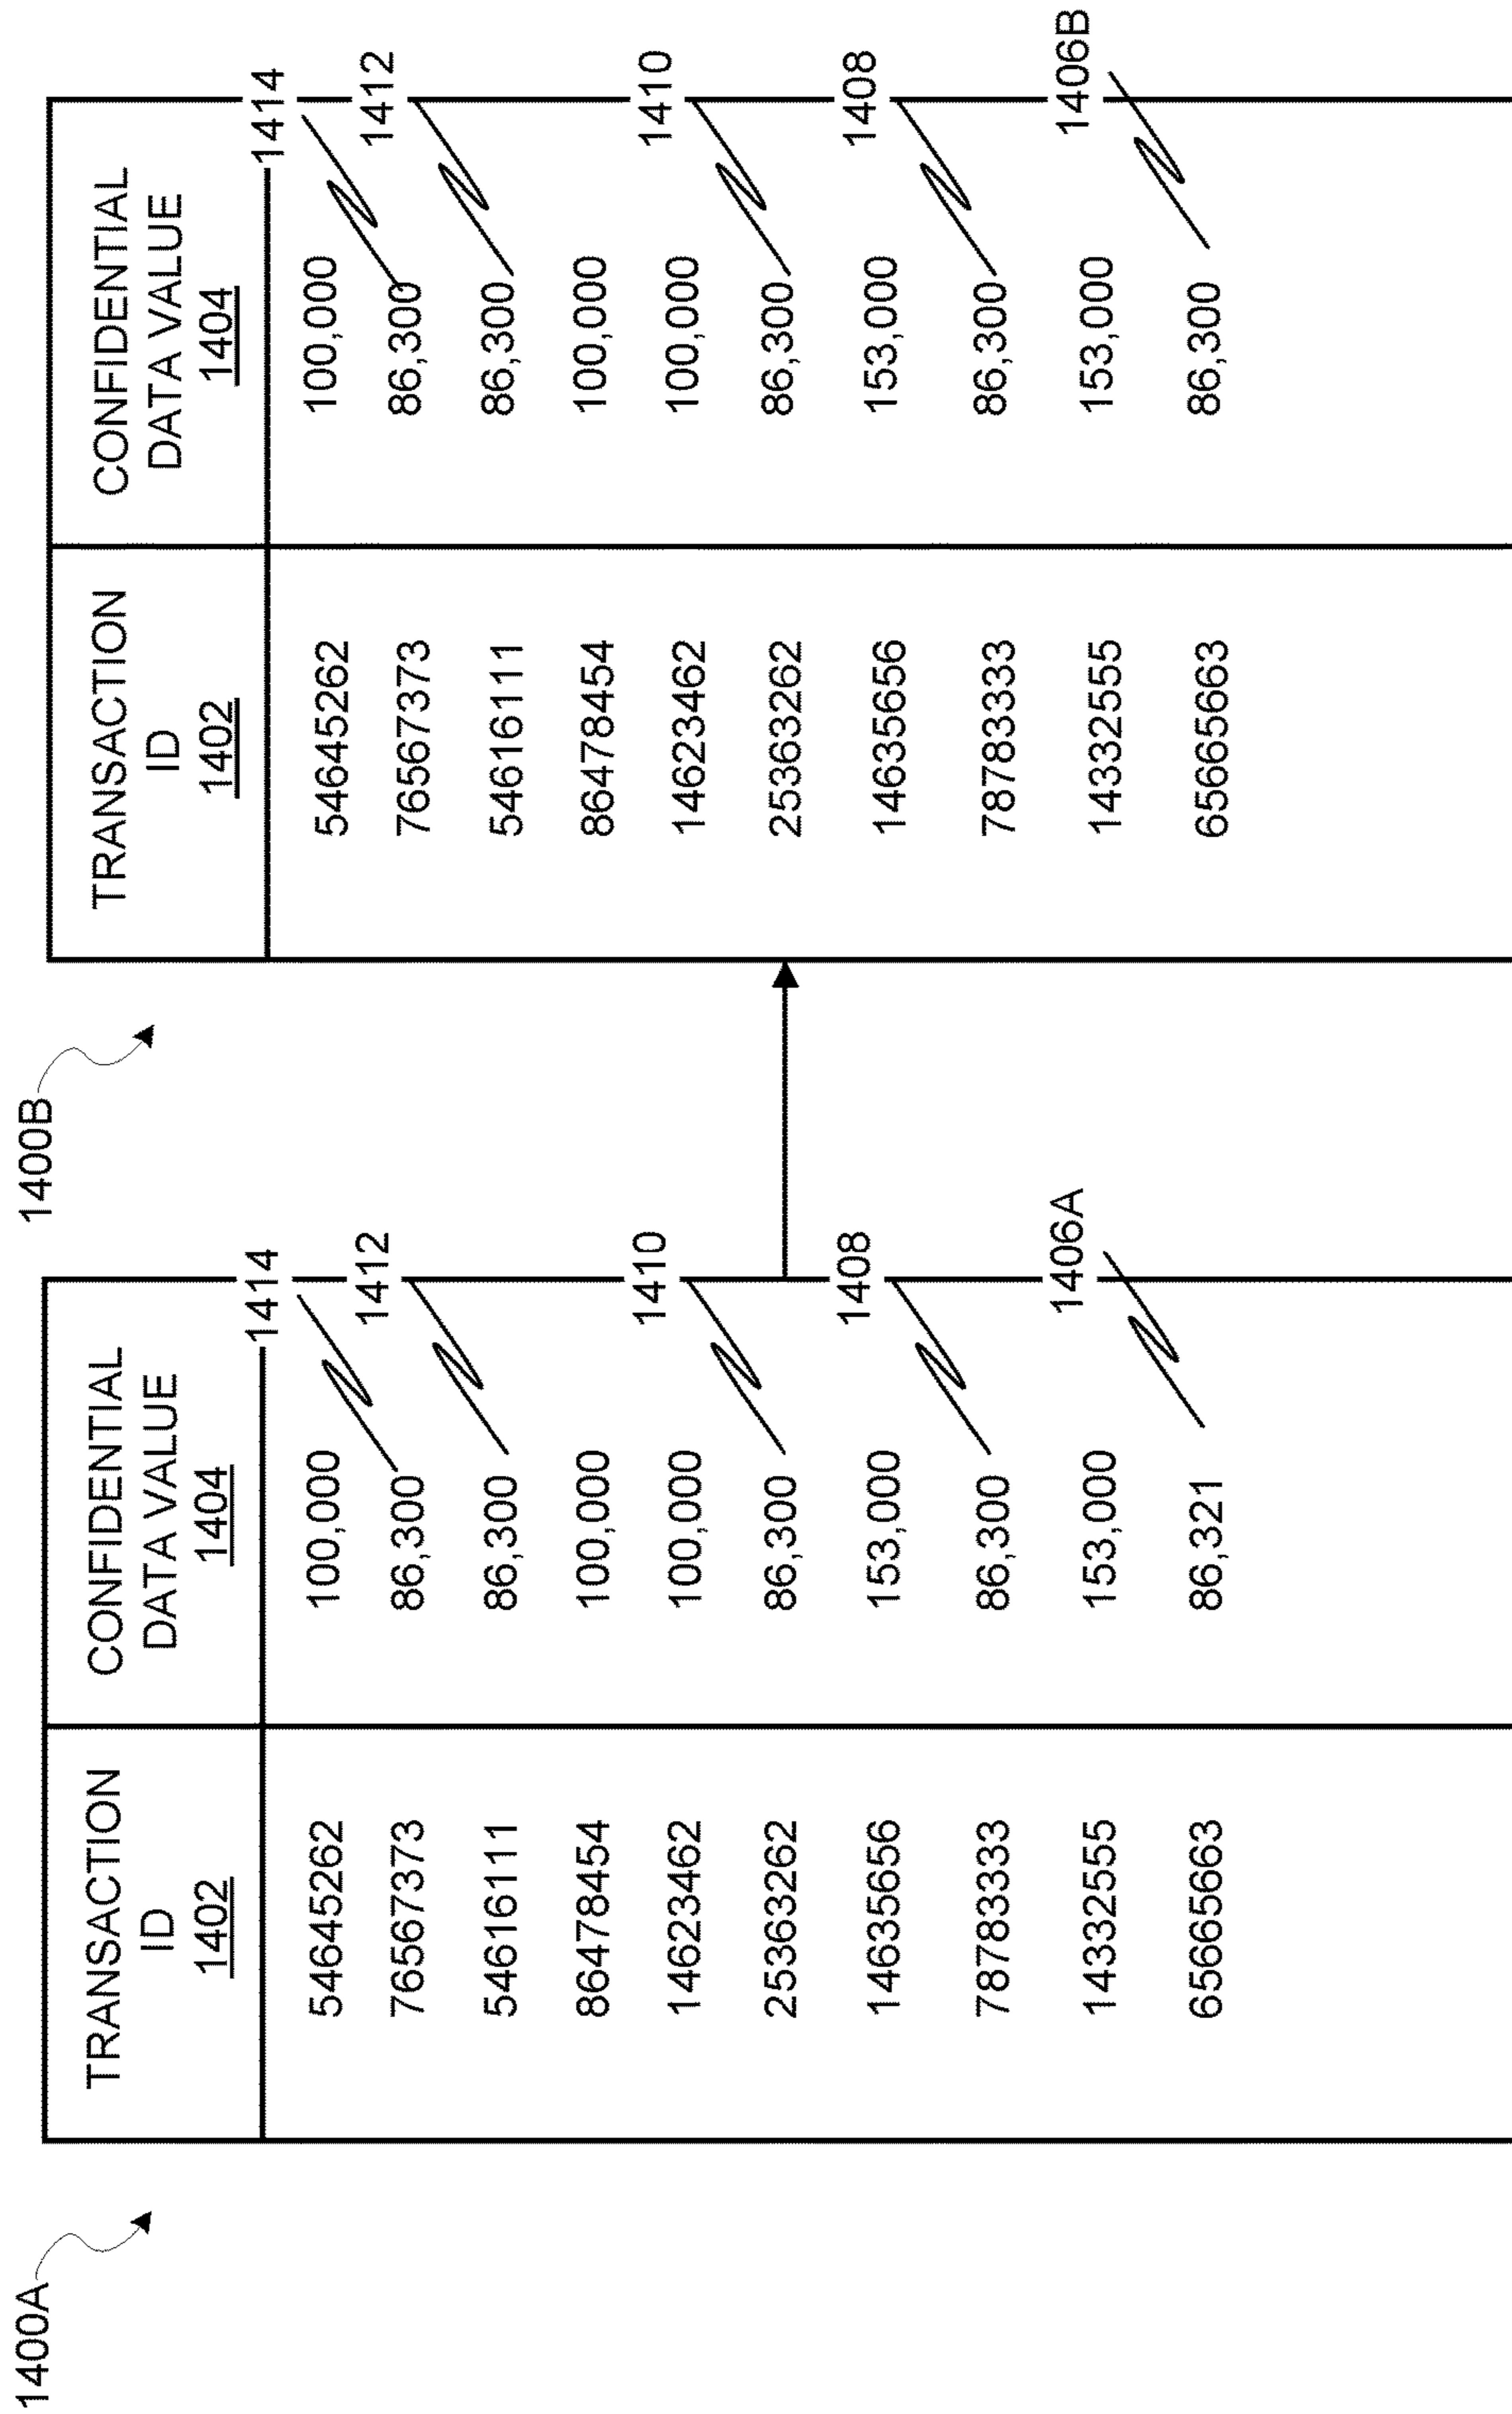 1400A
TRANSACTION
ID
1402
CONFIDENTIAL
DATA VALUE
1404
1414
54645262 100,000
76567373 86,300
1412
54616111 86,300
86478454 100,000
14623462 100,000
1410
25363262 86,300
14635656 153,000
1408
78783333 86,300
14332555 153,000
1406A
65665663 86,321
1400B
TRANSACTION
ID
1402
CONFIDENTIAL
DATA VALUE
1404
1414
54645262 100,000
76567373 86,300
1412
54616111 86,300
86478454 100,000
14623462 100,000
1410
25363262 86,300
14635656 153,000
1408
78783333 86,300
14332555 153,000
1406B
65665663 86,300